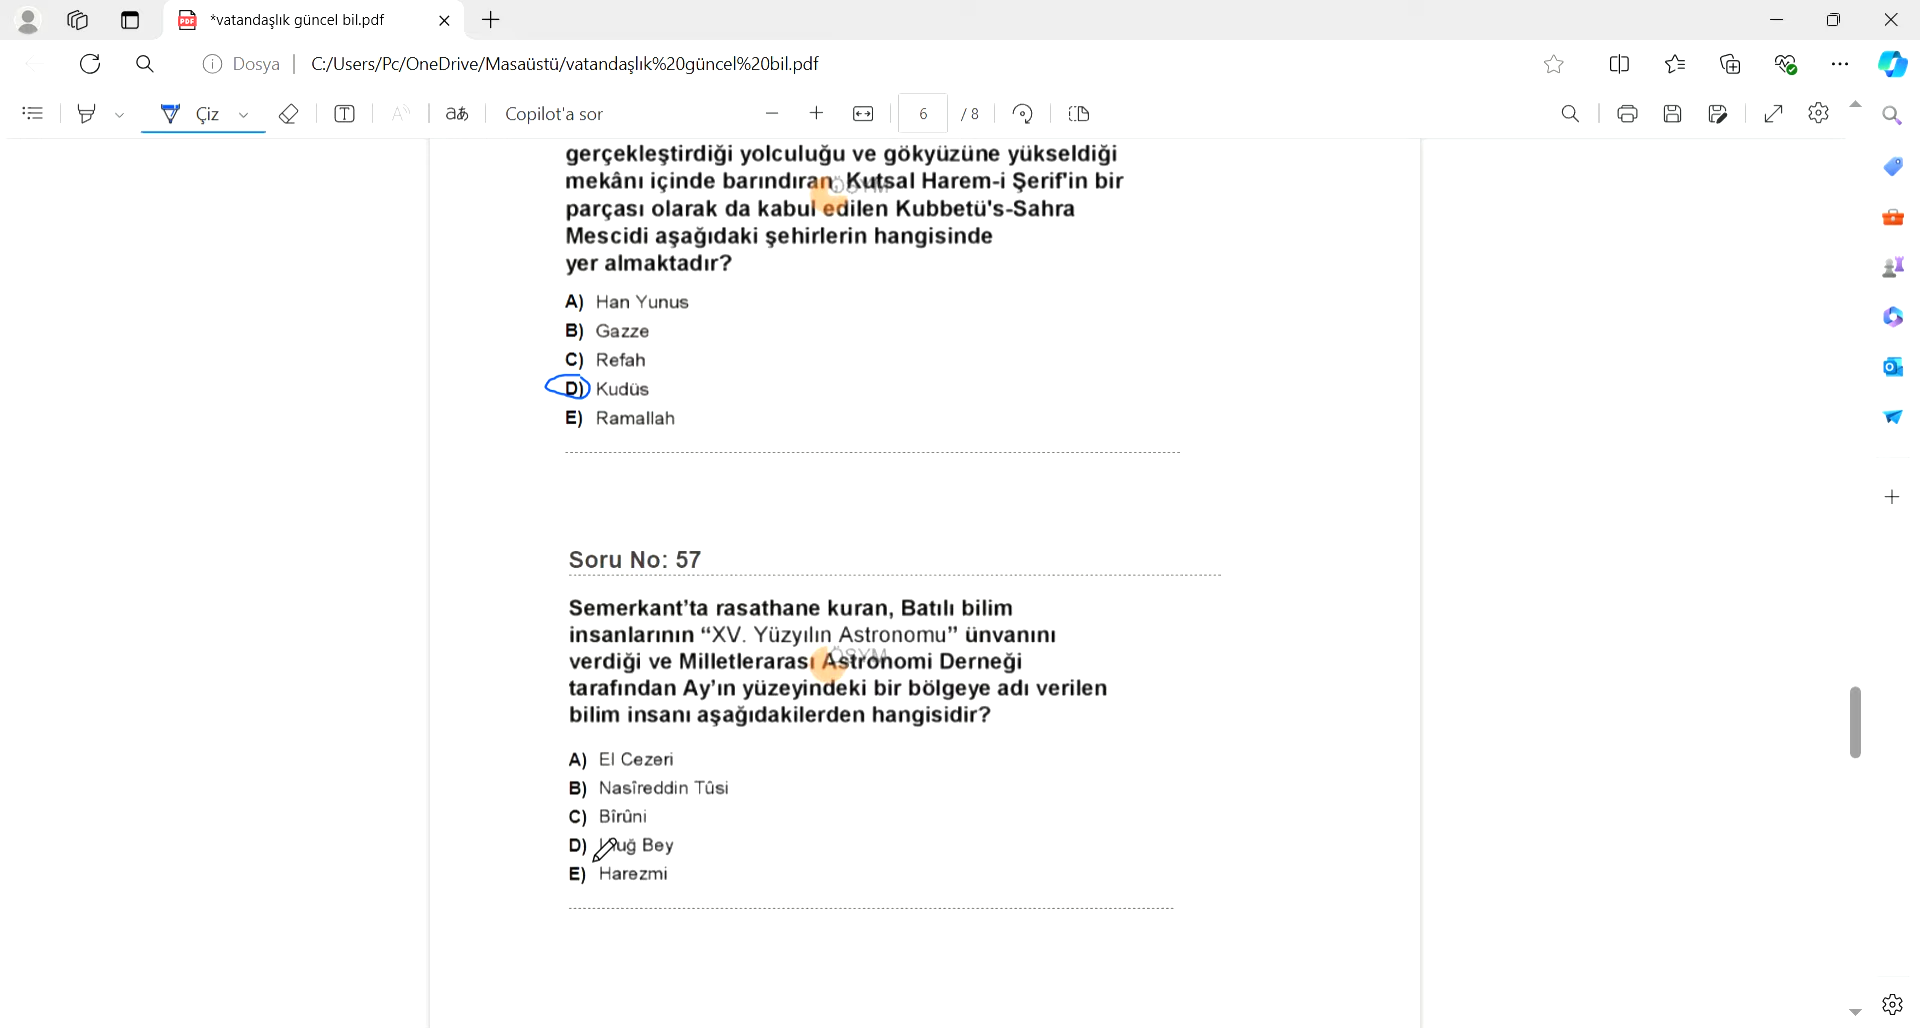 *vatandaşlık güncel bil.pdf
Dosya
C:/Users/Pc/OneDrive/Masaüstü/vatandaşlık%20güncel%20bil.pdf
Çiz
Copilot'a sor
6 / 8
gerçekleştirdiği yolculuğu ve gökyüzüne yükseldiği
mekânı içinde barındıran, Kutsal Harem-i Şerif'in bir
parçası olarak da kabul edilen Kubbetü's-Sahra
Mescidi aşağıdaki şehirlerin hangisinde
yer almaktadır?
ÖSYM
A) Han Yunus
B) Gazze
C) Refah
D) Kudüs
E) Ramallah
Soru No: 57
Semerkant’ta rasathane kuran, Batılı bilim
insanlarının “XV. Yüzyılın Astronomu” ünvanını
verdiği ve Milletlerarası Astronomi Derneği
tarafından Ay’ın yüzeyindeki bir bölgeye adı verilen
bilim insanı aşağıdakilerden hangisidir?
ÖSYM
A) El Cezeri
B) Nasîreddin Tûsi
C) Bîrûni
D) Uluğ Bey
E) Harezmi